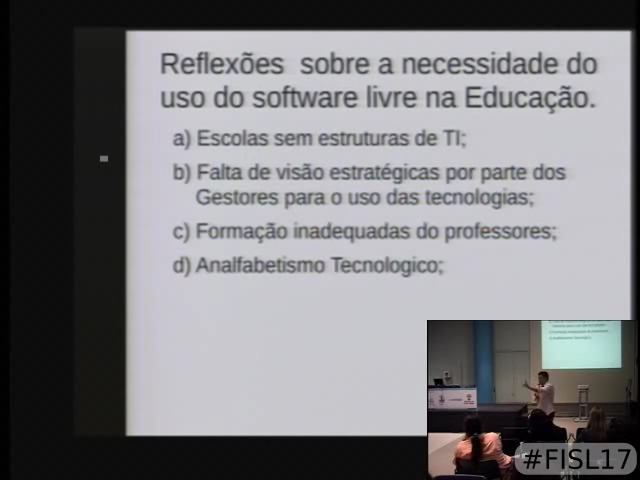 Reflexões sobre a necessidade do
uso do software livre na Educação.
a) Escolas sem estruturas de TI;
b) Falta de visão estratégicas por parte dos
Gestores para o uso das tecnologias;
c) Formação inadequadas do professores;
d) Analfabetismo Tecnologico;
#FISL17